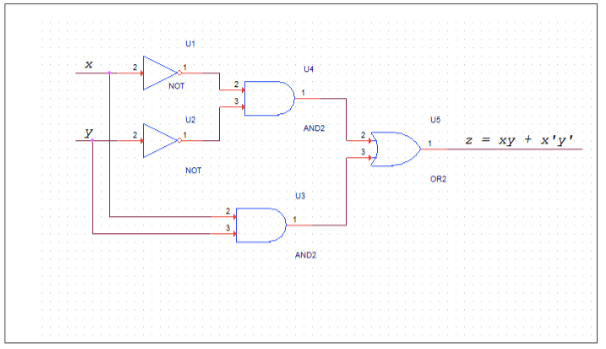 U1
x
2
1
NOT
U4
2
3
1
AND2
U2
y
2
1
NOT
U5
2
3
1
z = xy + x'y'
OR2
U3
2
3
1
AND2